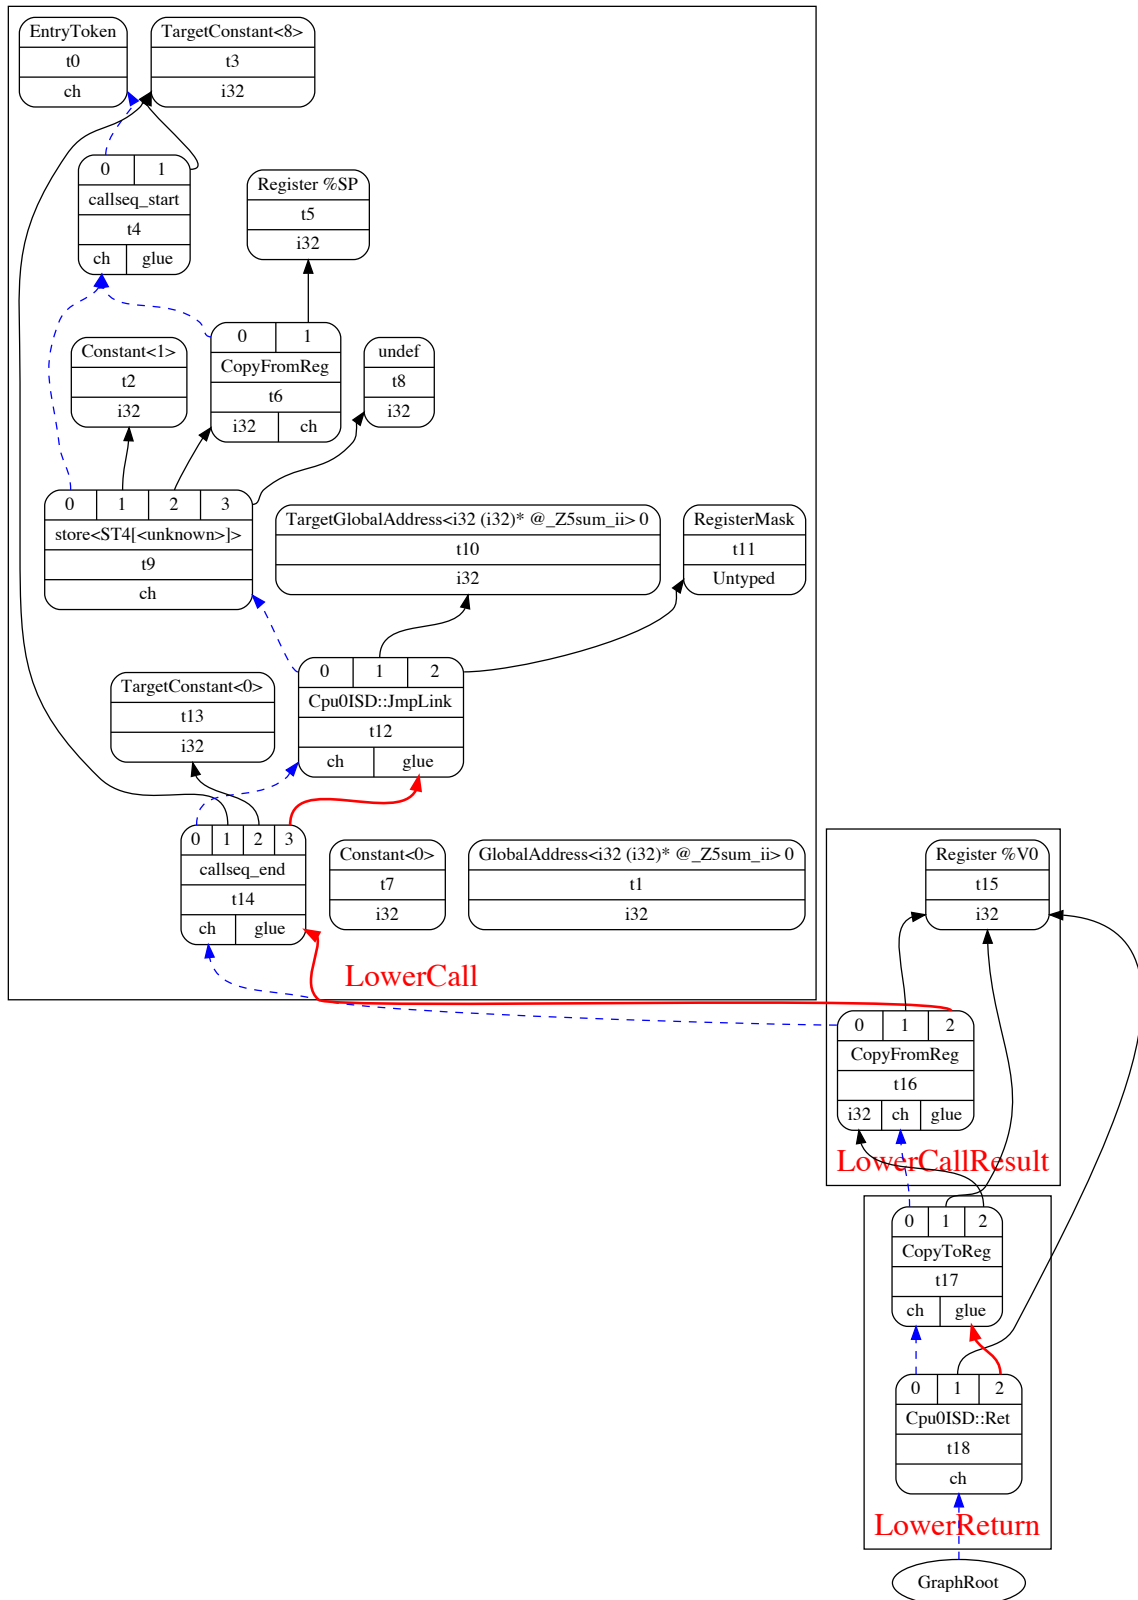 EntryToken
t0
ch
TargetConstant<8>
t3
i32
0 1
callseq_start
t4
ch glue
Register %SP
t5
i32
0 1
CopyFromReg
t6
i32 ch
Constant<1>
t2
i32
undef
t8
i32
0 1 2 3
store<ST4[<unknown>]>
t9
ch
TargetGlobalAddress<i32 (i32)* @_Z5sum_ii> 0
t10
i32
RegisterMask
t11
Untyped
0 1 2
Cpu0ISD::JmpLink
t12
ch glue
TargetConstant<0>
t13
i32
0 1 2 3
callseq_end
t14
ch glue
Constant<0>
t7
i32
GlobalAddress<i32 (i32)* @_Z5sum_ii> 0
t1
i32
LowerCall
Register %V0
t15
i32
0 1 2
CopyFromReg
t16
i32 ch glue
LowerCallResult
0 1 2
CopyToReg
t17
ch glue
0 1 2
Cpu0ISD::Ret
t18
ch
LowerReturn
GraphRoot